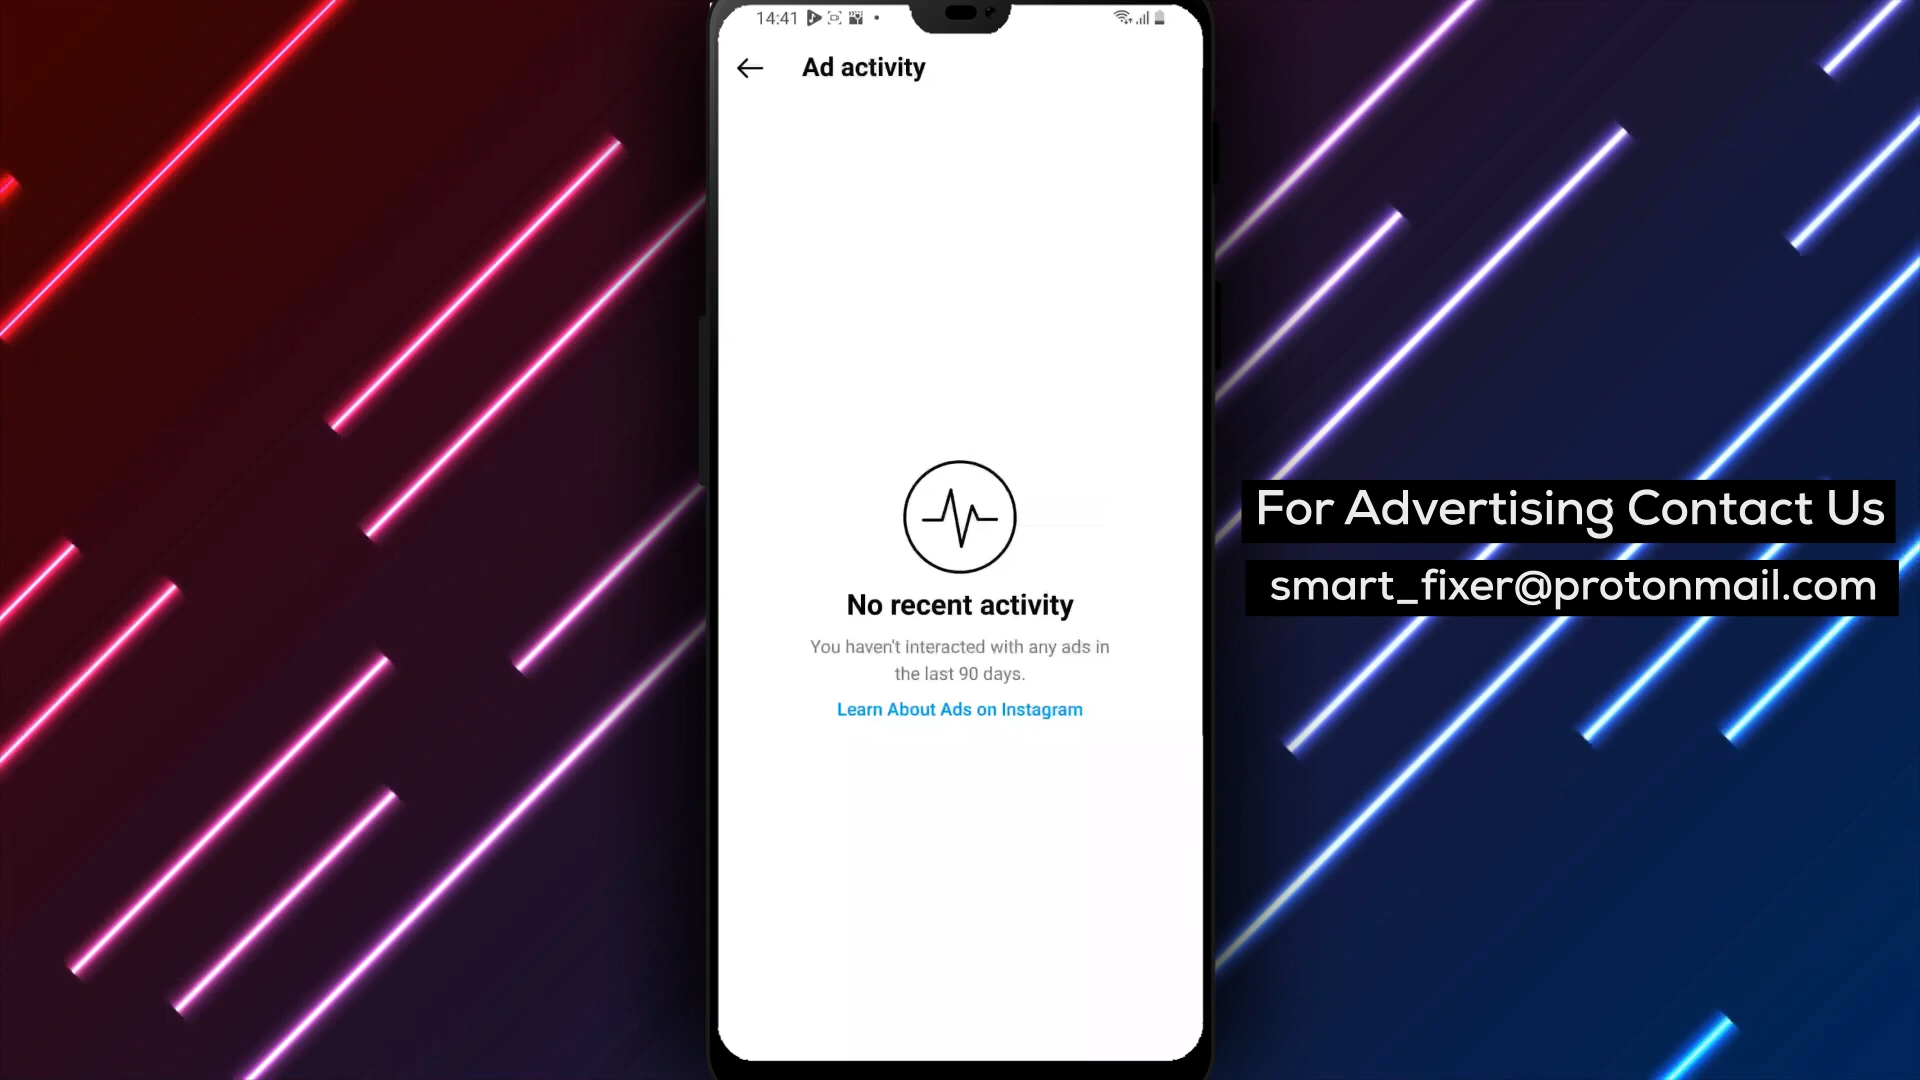 14:41
Ad activity
No recent activity
You haven't interacted with any ads in
the last 90 days.
Learn About Ads on Instagram
For Advertising Contact Us
smart_fixer@protonmail.com